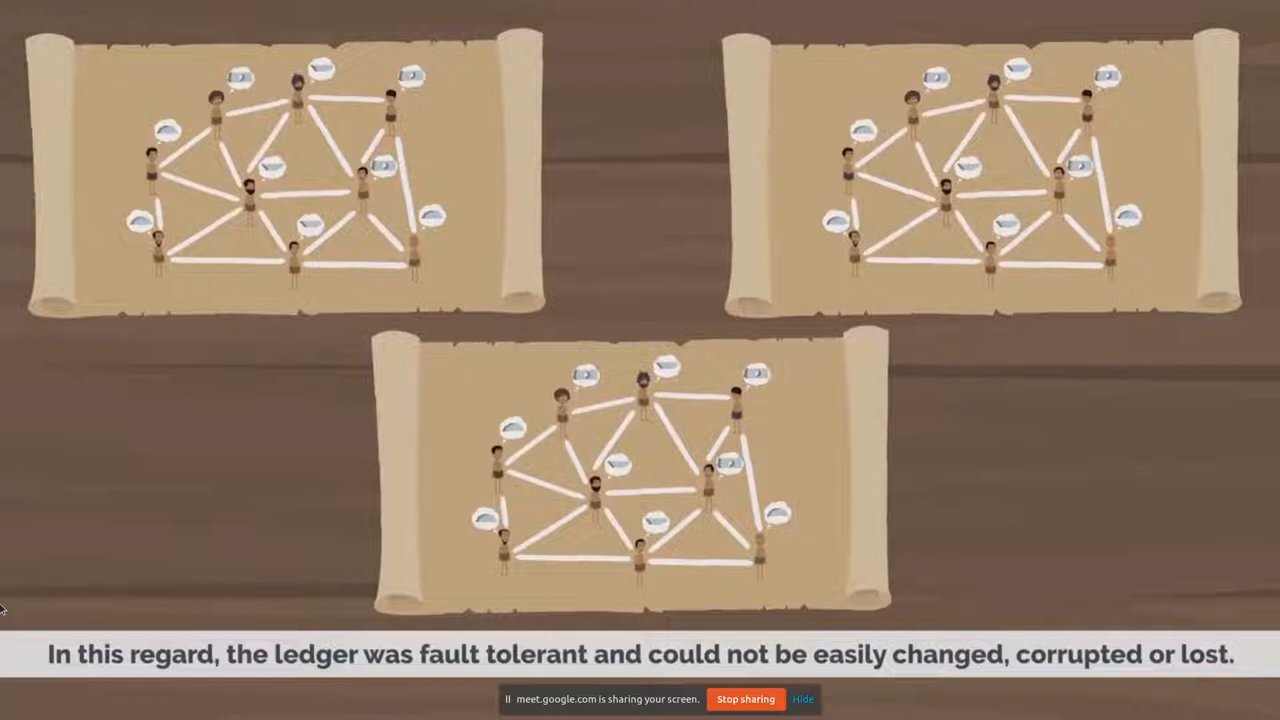 In this regard, the ledger was fault tolerant and could not be easily changed, corrupted or lost.
meet.google.com is sharing your screen. Stop sharing Hide